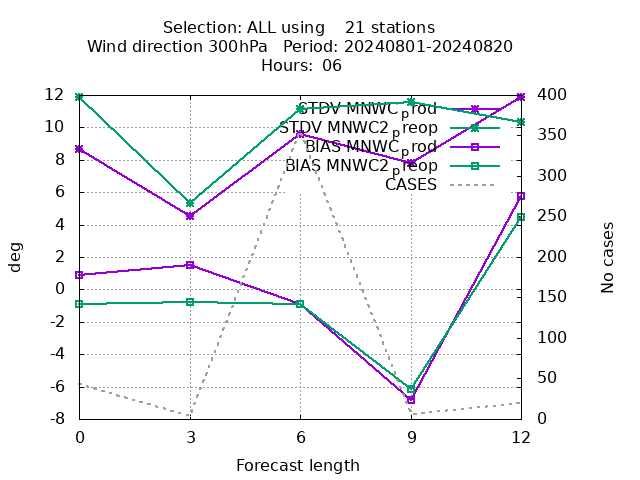 Selection: ALL using    21 stations
Wind direction 300hPa   Period: 20240801-20240820
Hours: 06
STDV MNWC_prod
STDV MNWC2_preop
BIAS MNWC_prod
BIAS MNWC2_preop
CASES
12
10
8
6
4
2
0
-2
-4
-6
-8
deg
400
350
300
250
200
150
100
50
0
No cases
0 3 6 9 12
Forecast length